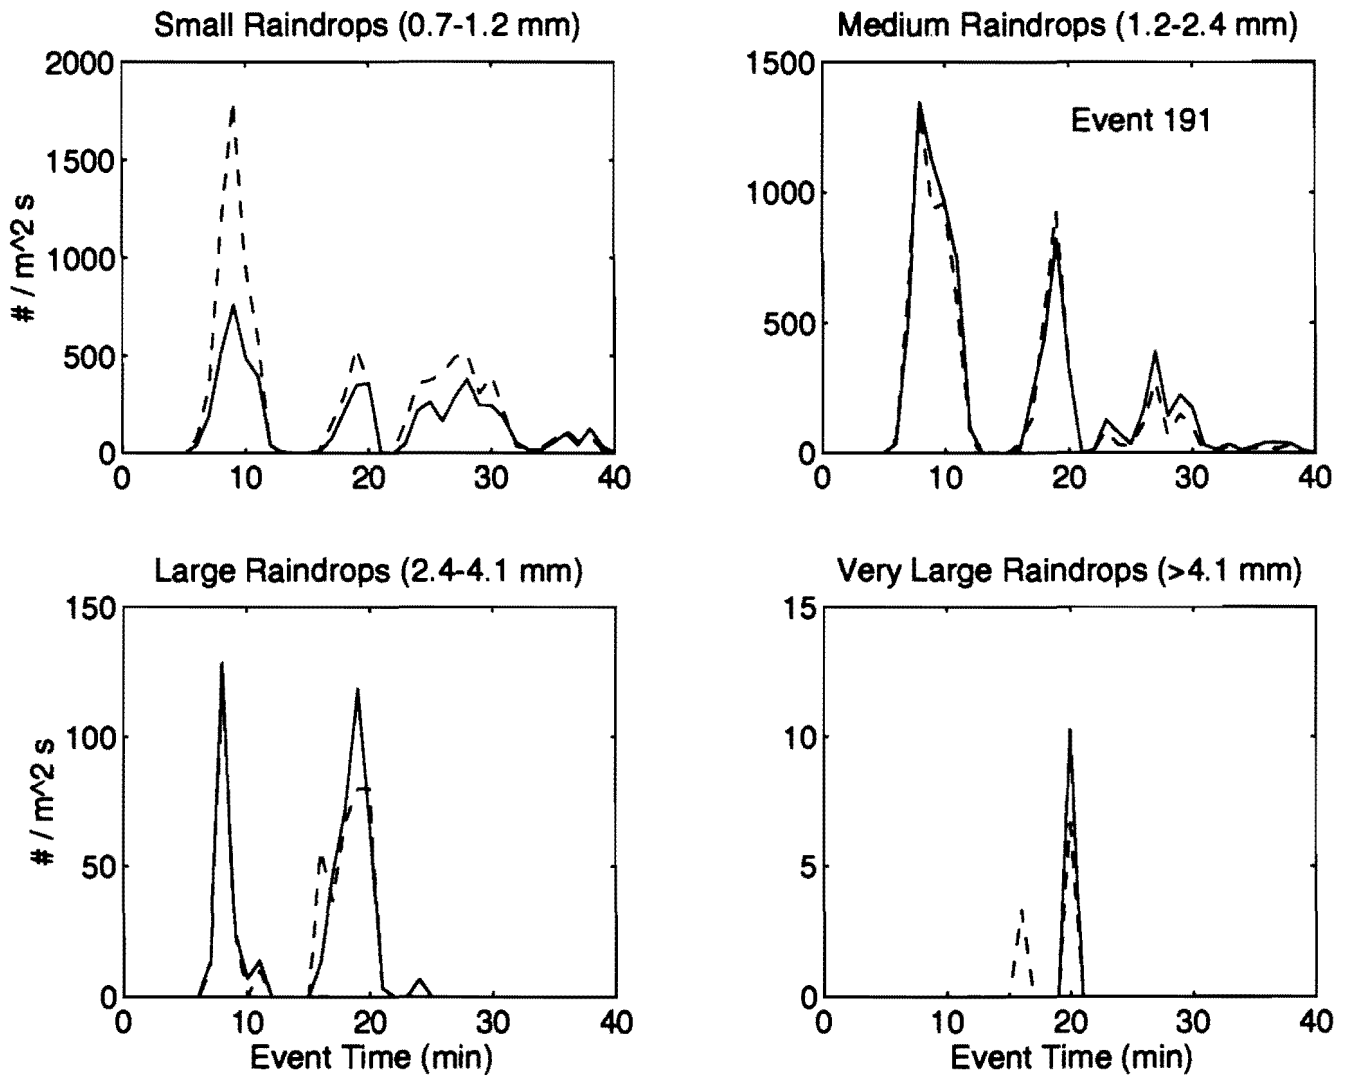 Small Raindrops (0.7-1.2 mm)
# / m^2 s
2000
1500
1000
500
0
0 10 20 30 40
Medium Raindrops (1.2-2.4 mm)
Event 191
1500
1000
500
0
0 10 20 30 40
Large Raindrops (2.4-4.1 mm)
# / m^2 s
150
100
50
0
0 10 20 30 40
Event Time (min)
Very Large Raindrops (>4.1 mm)
15
10
5
0
0 10 20 30 40
Event Time (min)